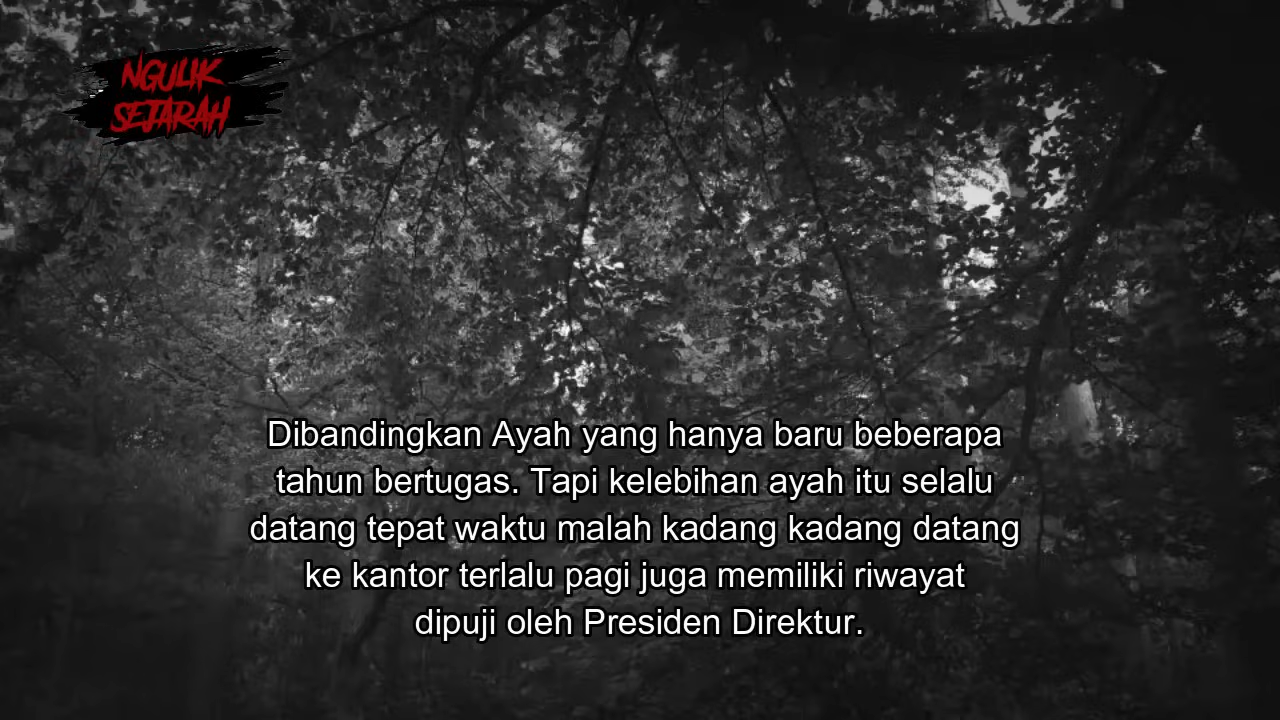 NGULIK
SEJARAH
Dibandingkan Ayah yang hanya baru beberapa
tahun bertugas. Tapi kelebihan ayah itu selalu
datang tepat waktu malah kadang kadang datang
ke kantor terlalu pagi juga memiliki riwayat
dipuji oleh Presiden Direktur.